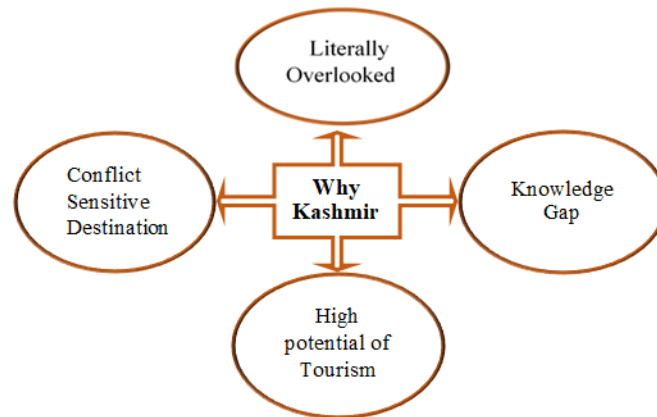 Literally
Overlooked
Conflict
Sensitive
Destination
Why
Kashmir
Knowledge
Gap
High
potential of
Tourism